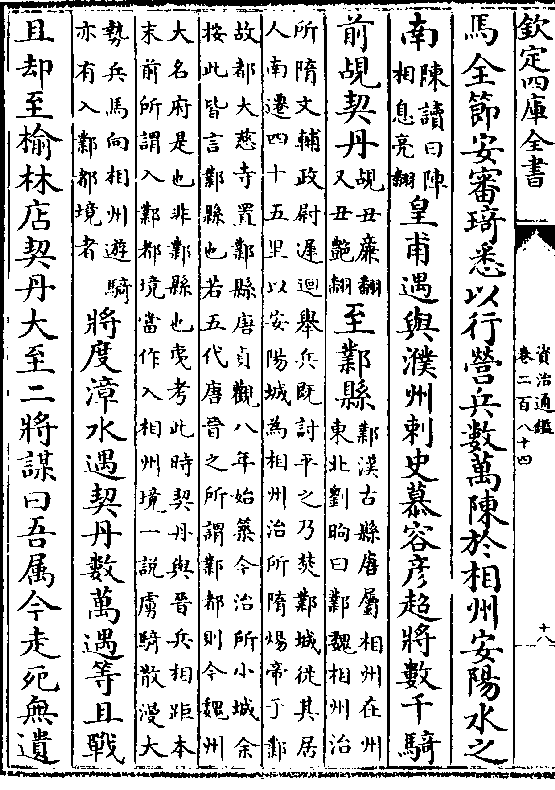 欽定四庫全書
資治通鑑
卷二百八十四
十八
馬全節安審琦悉以行營兵數萬陳於相州安陽水之
南
陳讀曰陣
相息亮翻
皇甫遇與濮州刺史慕容彦超將數千騎
前覘契丹
覘丑亷翻
又丑艶翻
至鄴縣
鄴漢古縣唐屬相州在州
東北劉昫曰鄴魏相州治
所隋文輔政尉遲迴舉兵既討平之乃焚鄴城徙其居
人南遷四十五里以安陽城為相州治所隋煬帝于鄴
故都大慈寺置鄴縣唐貞觀八年始築今治所小城余
按此皆言鄴縣也若五代唐晉之所謂鄴都則今魏州
大名府是也非鄴縣也曵考此時契丹與晉兵相距本
末前所謂入鄴都境當作入相州境一說虜騎散漫大
勢兵馬向相州遊騎
亦有入鄴都境者
將度漳水遇契丹數萬遇等且戰
且却至榆林店契丹大至二將謀曰吾属今走死無遺